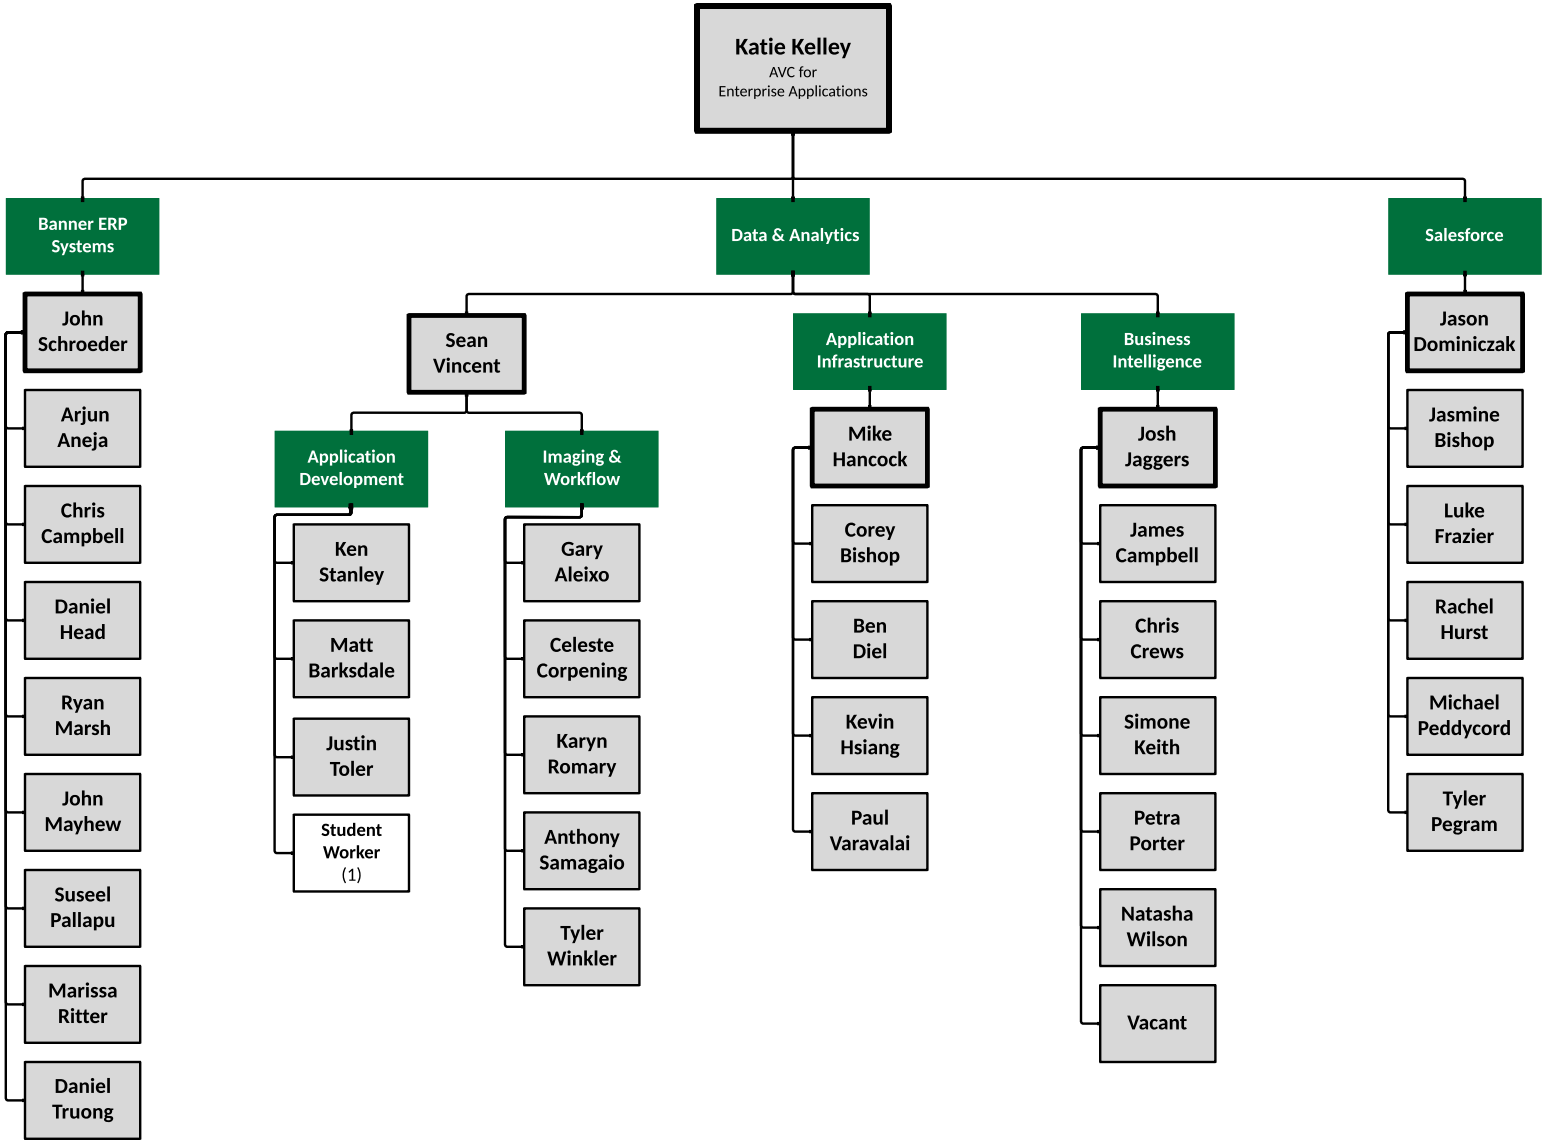 Katie Kelley
AVC for
Enterprise Applications
Banner ERP
Systems
John
Schroeder
Arjun
Aneja
Chris
Campbell
Daniel
Head
Ryan
Marsh
John
Mayhew
Suseel
Pallapu
Marissa
Ritter
Daniel
Truong
Data & Analytics
Sean
Vincent
Application
Development
Ken
Stanley
Matt
Barksdale
Justin
Toler
Student
Worker
(1)
Imaging &
Workflow
Gary
Aleixo
Celeste
Corpening
Karyn
Romary
Anthony
Samagaio
Tyler
Winkler
Application
Infrastructure
Mike
Hancock
Corey
Bishop
Ben
Diel
Kevin
Hsiang
Paul
Varavalai
Business
Intelligence
Josh
Jaggers
James
Campbell
Chris
Crews
Simone
Keith
Petra
Porter
Natasha
Wilson
Vacant
Salesforce
Jason
Dominiczak
Jasmine
Bishop
Luke
Frazier
Rachel
Hurst
Michael
Peddycord
Tyler
Pegram